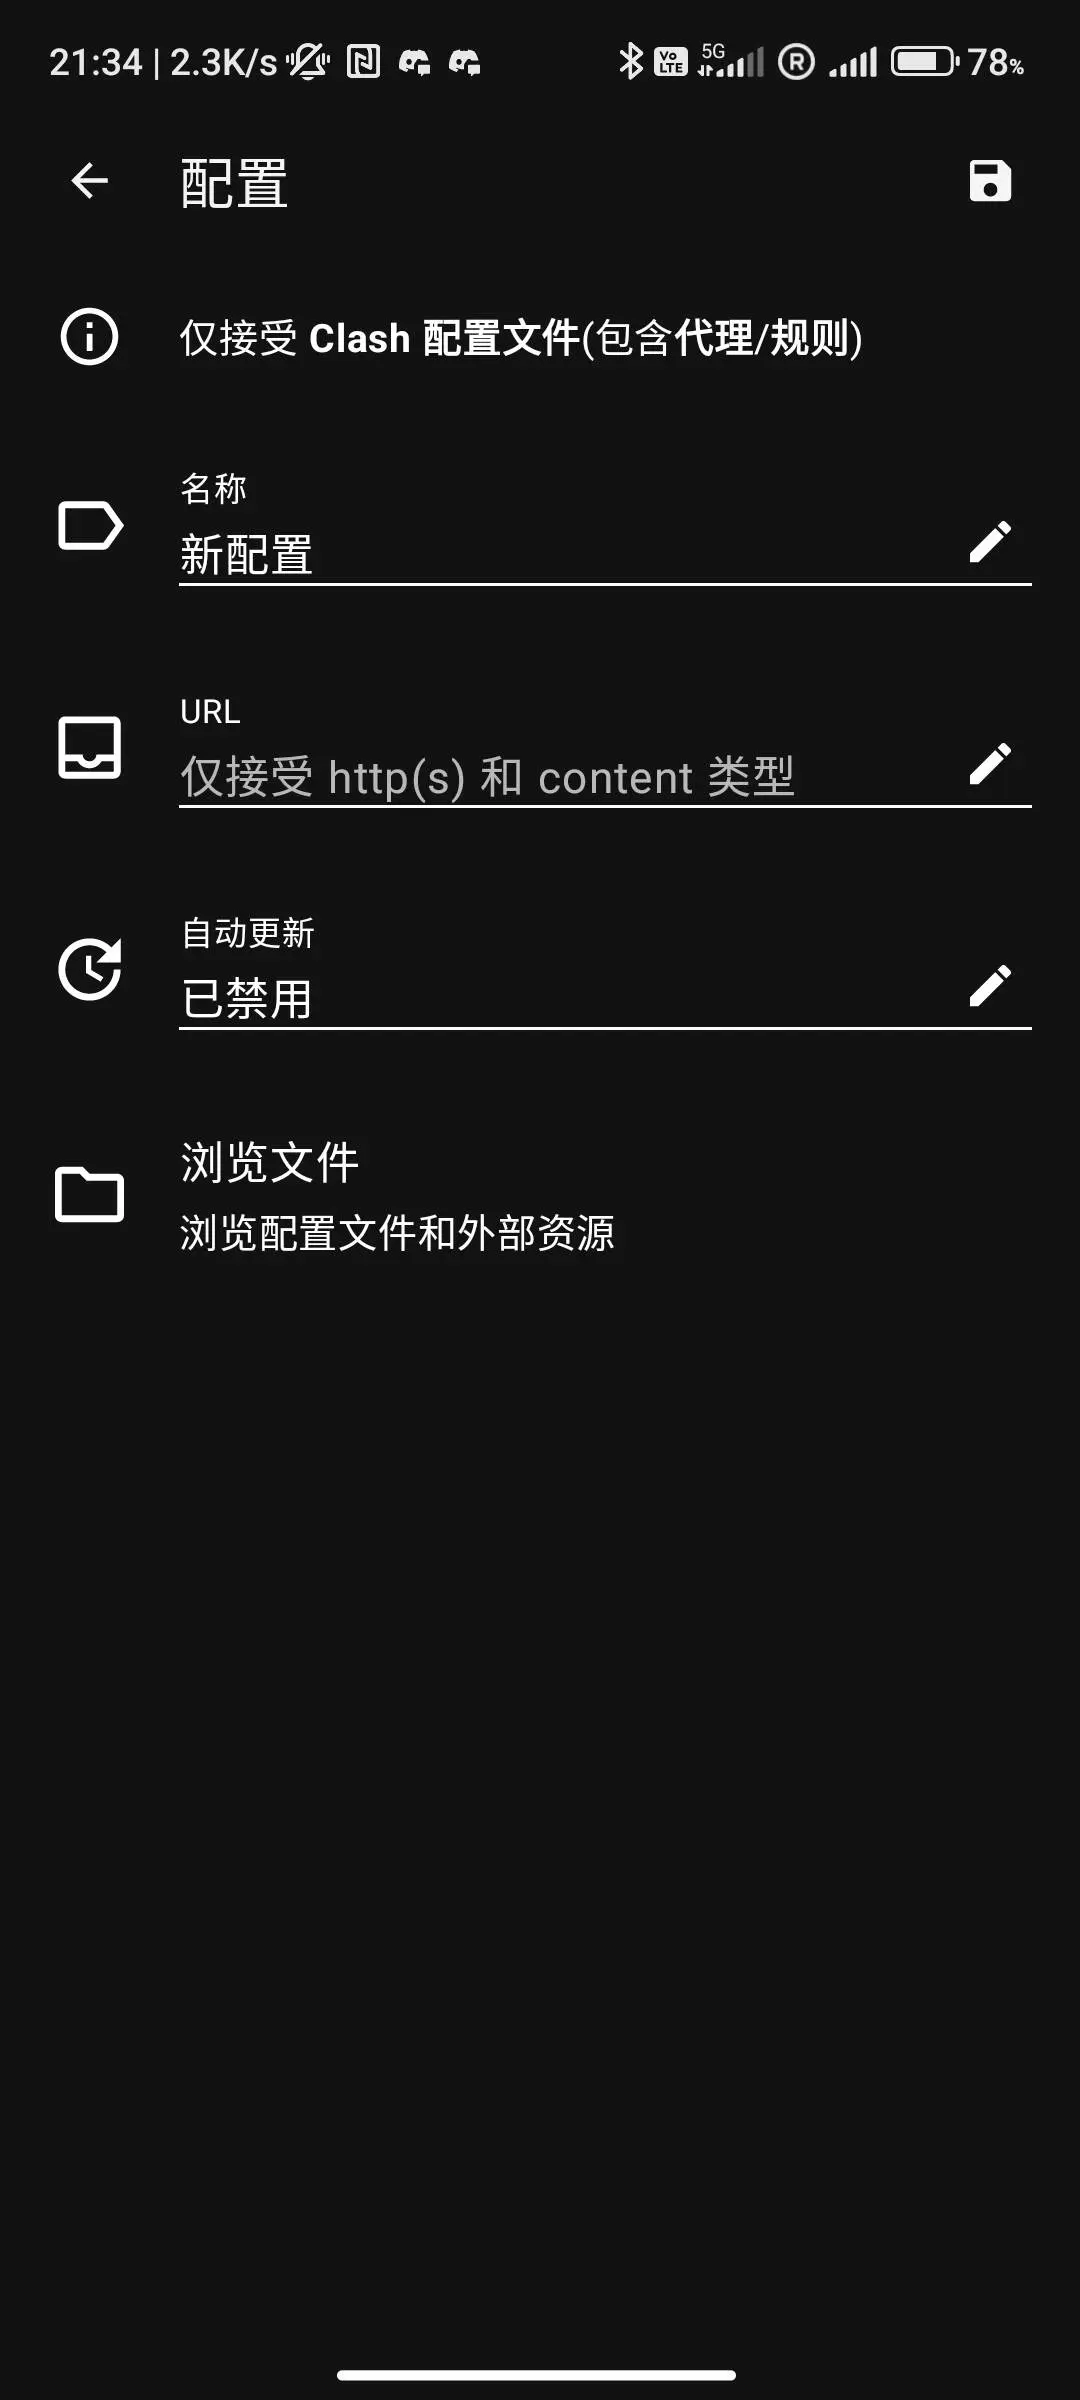 21:34 | 2.3K/s Vo LTE 5G R 78%
配置
仅接受 Clash 配置文件(包含代理/规则)
名称
新配置
URL
仅接受 http(s) 和 content 类型
自动更新
已禁用
浏览文件
浏览配置文件和外部资源